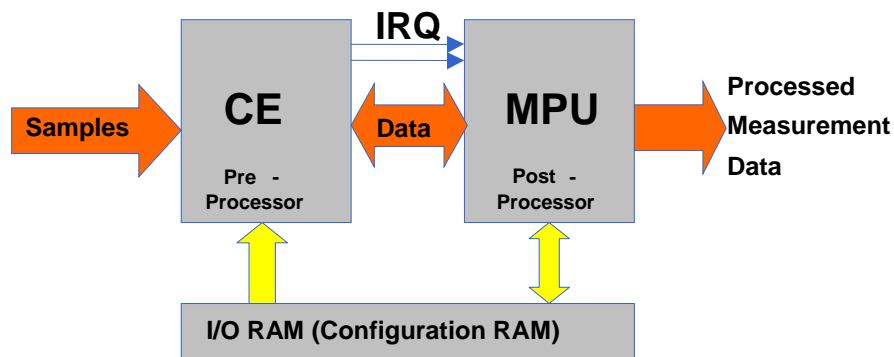 IRQ
Samples
CE
Pre - Processor
Data
MPU
Post - Processor
Processed
Measurement
Data
I/O RAM (Configuration RAM)